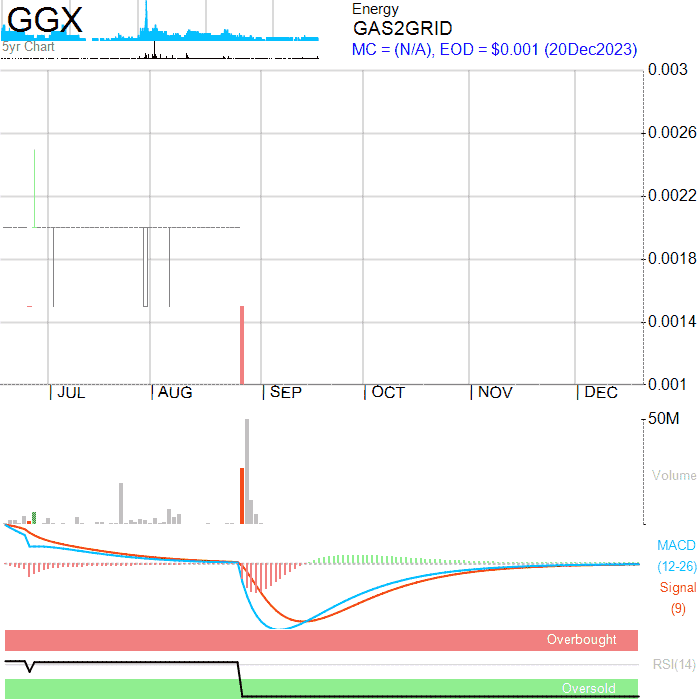 GGX
5yr Chart
Energy
GAS2GRID
MC = (N/A), EOD = $0.001 (20Dec2023)
0.003
0.0026
0.0022
0.0018
0.0014
0.001
JUL
AUG
SEP
OCT
NOV
DEC
50M
Volume
MACD
(12-26)
Signal
(9)
Overbought
RSI(14)
Oversold